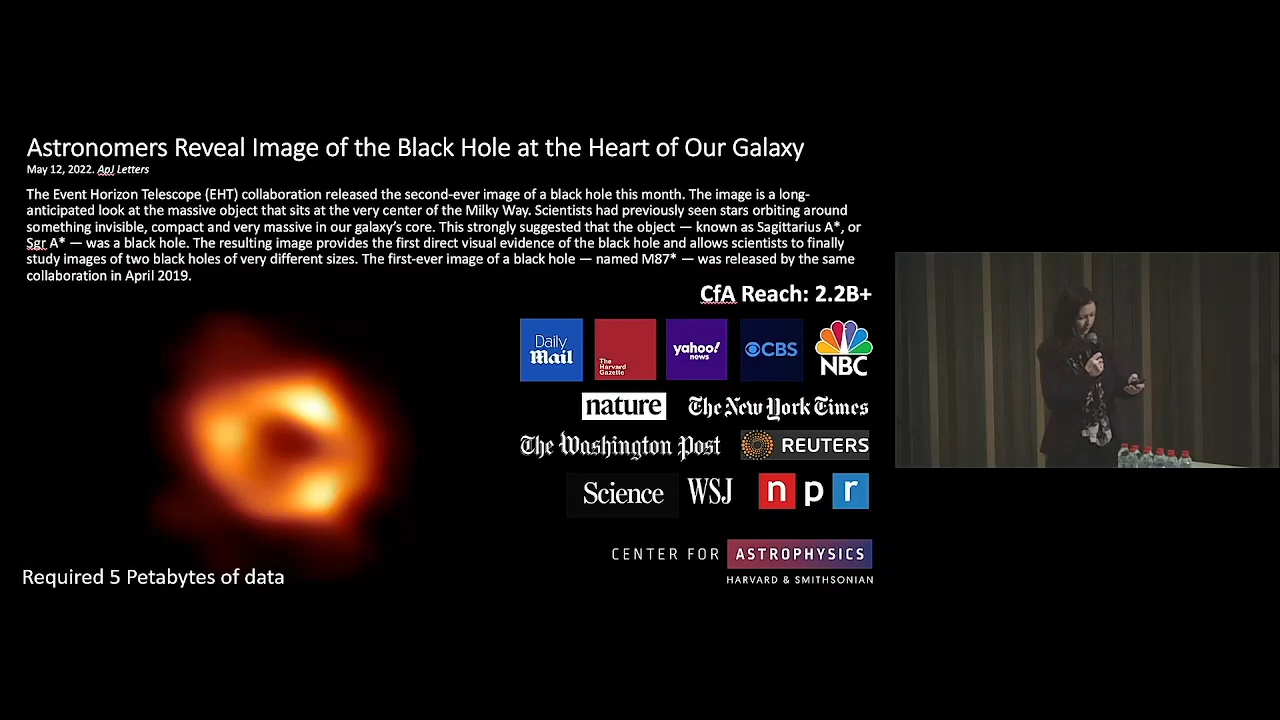 Astronomers Reveal Image of the Black Hole at the Heart of Our Galaxy
May 12, 2022. ApJ Letters
The Event Horizon Telescope (EHT) collaboration released the second-ever image of a black hole this month. The image is a long-
anticipated look at the massive object that sits at the very center of the Milky Way. Scientists had previously seen stars orbiting around
something invisible, compact and very massive in our galaxy’s core. This strongly suggested that the object — known as Sagittarius A*, or
Sgr A* — was a black hole. The resulting image provides the first direct visual evidence of the black hole and allows scientists to finally
study images of two black holes of very different sizes. The first-ever image of a black hole — named M87* — was released by the same
collaboration in April 2019.
CfA Reach: 2.2B+
Daily Mail
The Harvard Gazette
yahoo! news
CBS
NBC
nature
The New York Times
The Washington Post
REUTERS
Science
WSJ
npr
CENTER FOR ASTROPHYSICS
HARVARD & SMITHSONIAN
Required 5 Petabytes of data